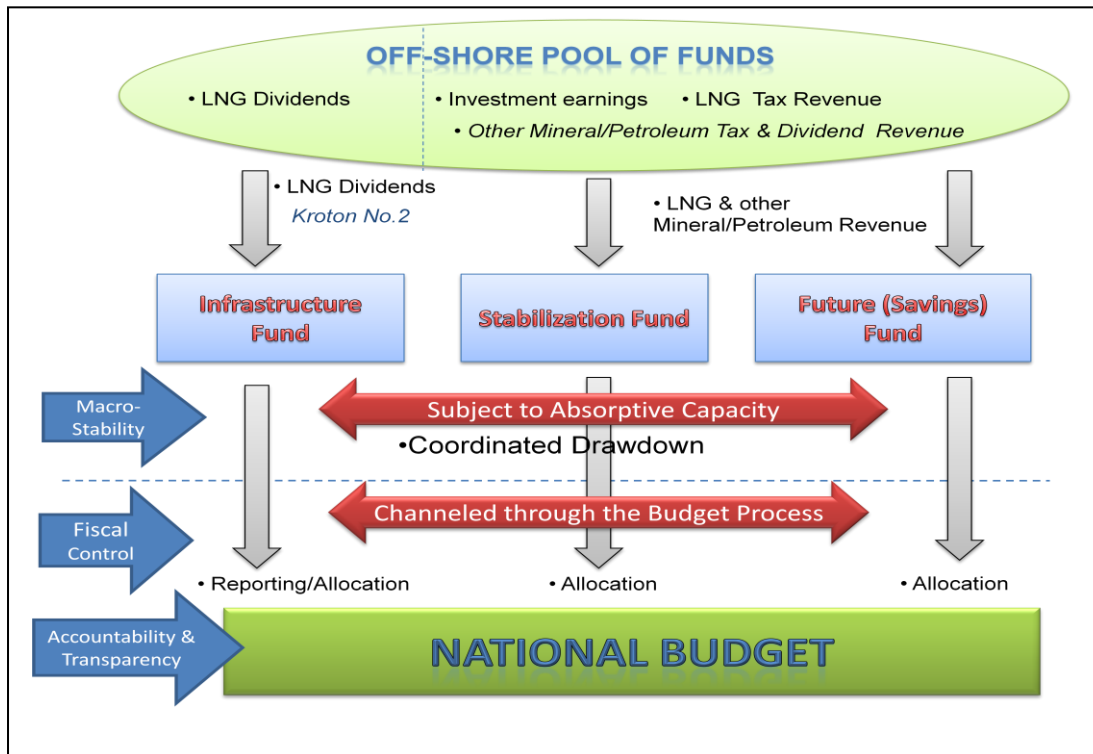 OFF-SHORE POOL OF FUNDS
• LNG Dividends
• Investment earnings
• LNG Tax Revenue
• Other Mineral/Petroleum Tax & Dividend Revenue
• LNG Dividends
Kroton No.2
• LNG & other
Mineral/Petroleum Revenue
Infrastructure
Fund
Stabilization Fund
Future (Savings)
Fund
Macro-
Stability
Subject to Absorptive Capacity
•Coordinated Drawdown
Fiscal
Control
Channeled through the Budget Process
• Reporting/Allocation
• Allocation
• Allocation
Accountability &
Transparency
NATIONAL BUDGET